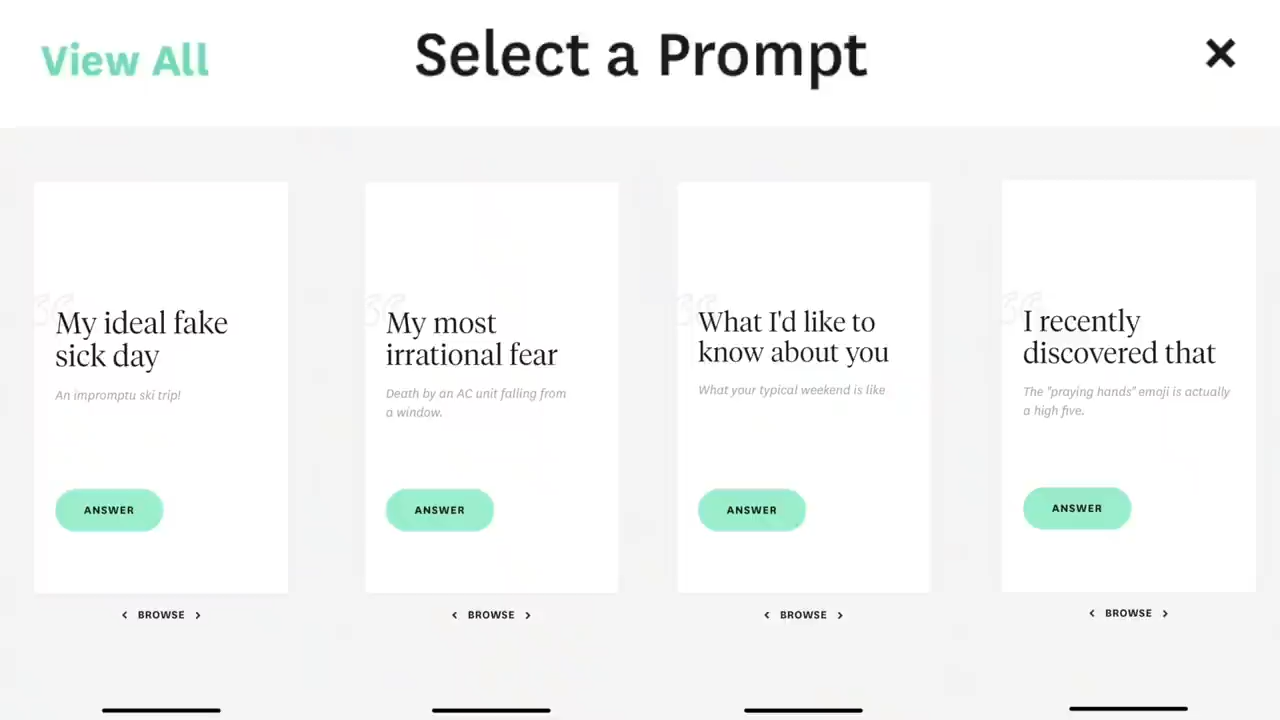 View All
Select a Prompt
×
My ideal fake
sick day
An impromptu ski trip!
ANSWER
< BROWSE >
My most
irrational fear
Death by an AC unit falling from
a window.
ANSWER
< BROWSE >
What I'd like to
know about you
What your typical weekend is like
ANSWER
< BROWSE >
I recently
discovered that
The "praying hands" emoji is actually
a high five.
ANSWER
< BROWSE >